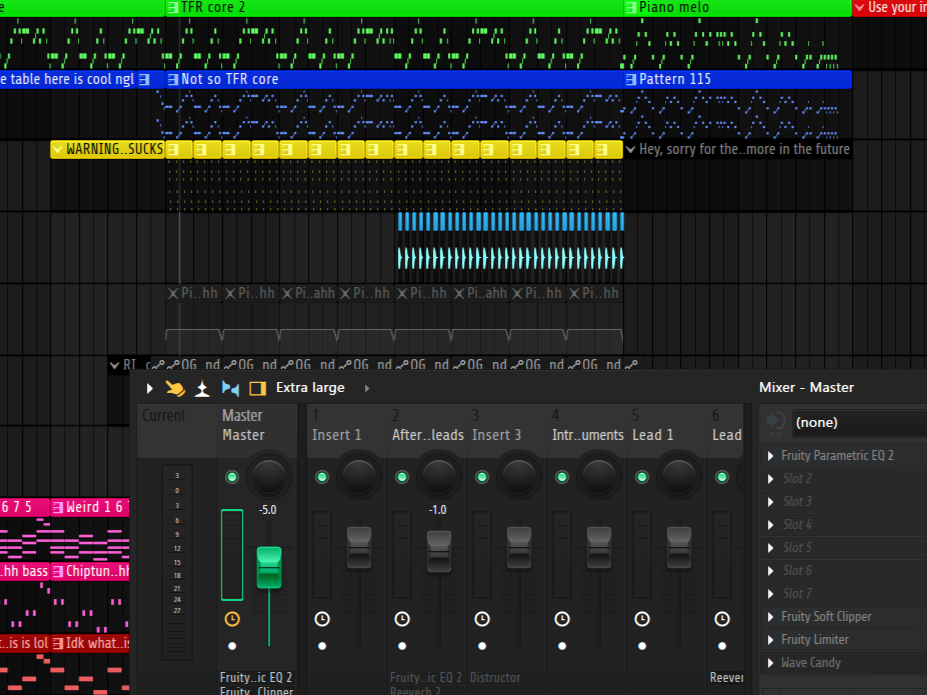 e
TFR core 2
Piano melo
Use your in
e table here is cool ngl
Not so TFR core
Pattern 115
WARNING..SUCKS
Hey, sorry for the..more in the future
Pi..hh Pi..hh Pi..ahh Pi..hh Pi..hh Pi..ahh Pi..hh Pi..hh
OG nd OG nd OG nd OG nd OG nd OG nd OG nd OG nd
Extra large
Mixer - Master
Current
Master
1
2
3
4
5
6
Master
Insert 1
After..leads
Insert 3
Intr..uments
Lead 1
Lead
(none)
EQ
Fruity Parametric EQ 2
Slot 2
Slot 3
Slot 4
Slot 5
Slot 6
Slot 7
Fruity Soft Clipper
Fruity Limiter
Wave Candy
3
0
3
6
9
12
15
18
21
24
27
-5.0
-1.0
6 7 5
Weird 1 6
.hh bass
Chiptun..hh
..is is lol
Idk what..is
Fruity..ic EQ 2
Fruity..Clipper
Fruity..ic EQ 2
Reeverb 2
Distructor
Reever